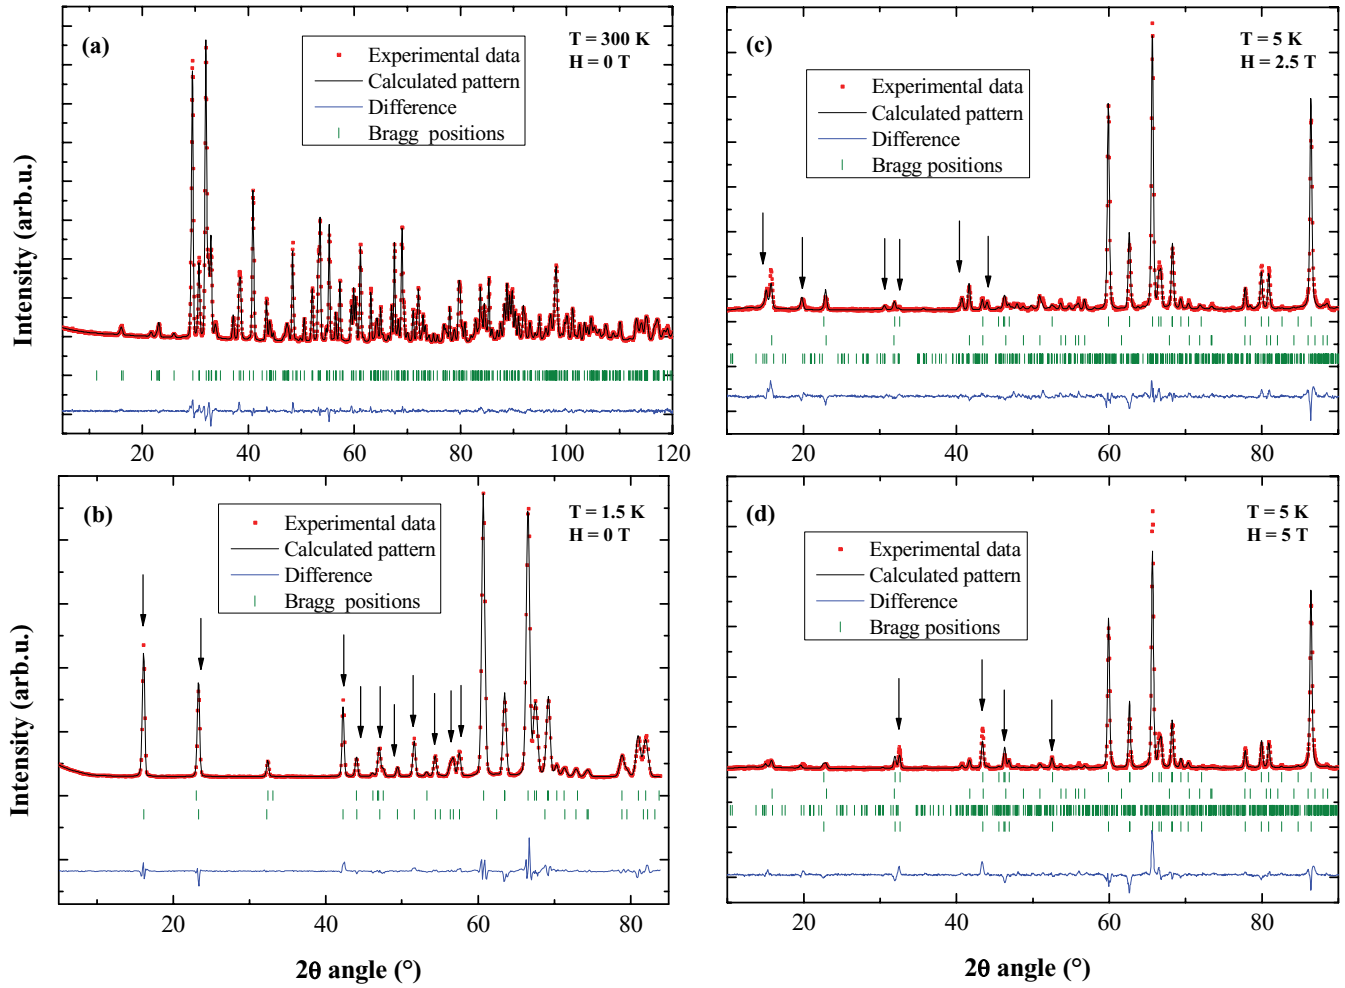 (a)
T = 300 K
H = 0 T
Experimental data
Calculated pattern
Difference
Bragg positions
Intensity (arb.u.)
20 40 60 80 100 120
(c)
T = 5 K
H = 2.5 T
Experimental data
Calculated pattern
Difference
Bragg positions
20 40 60 80
(b)
T = 1.5 K
H = 0 T
Experimental data
Calculated pattern
Difference
Bragg positions
Intensity (arb.u.)
20 40 60 80
2θ angle (°)
(d)
T = 5 K
H = 5 T
Experimental data
Calculated pattern
Difference
Bragg positions
20 40 60 80
2θ angle (°)